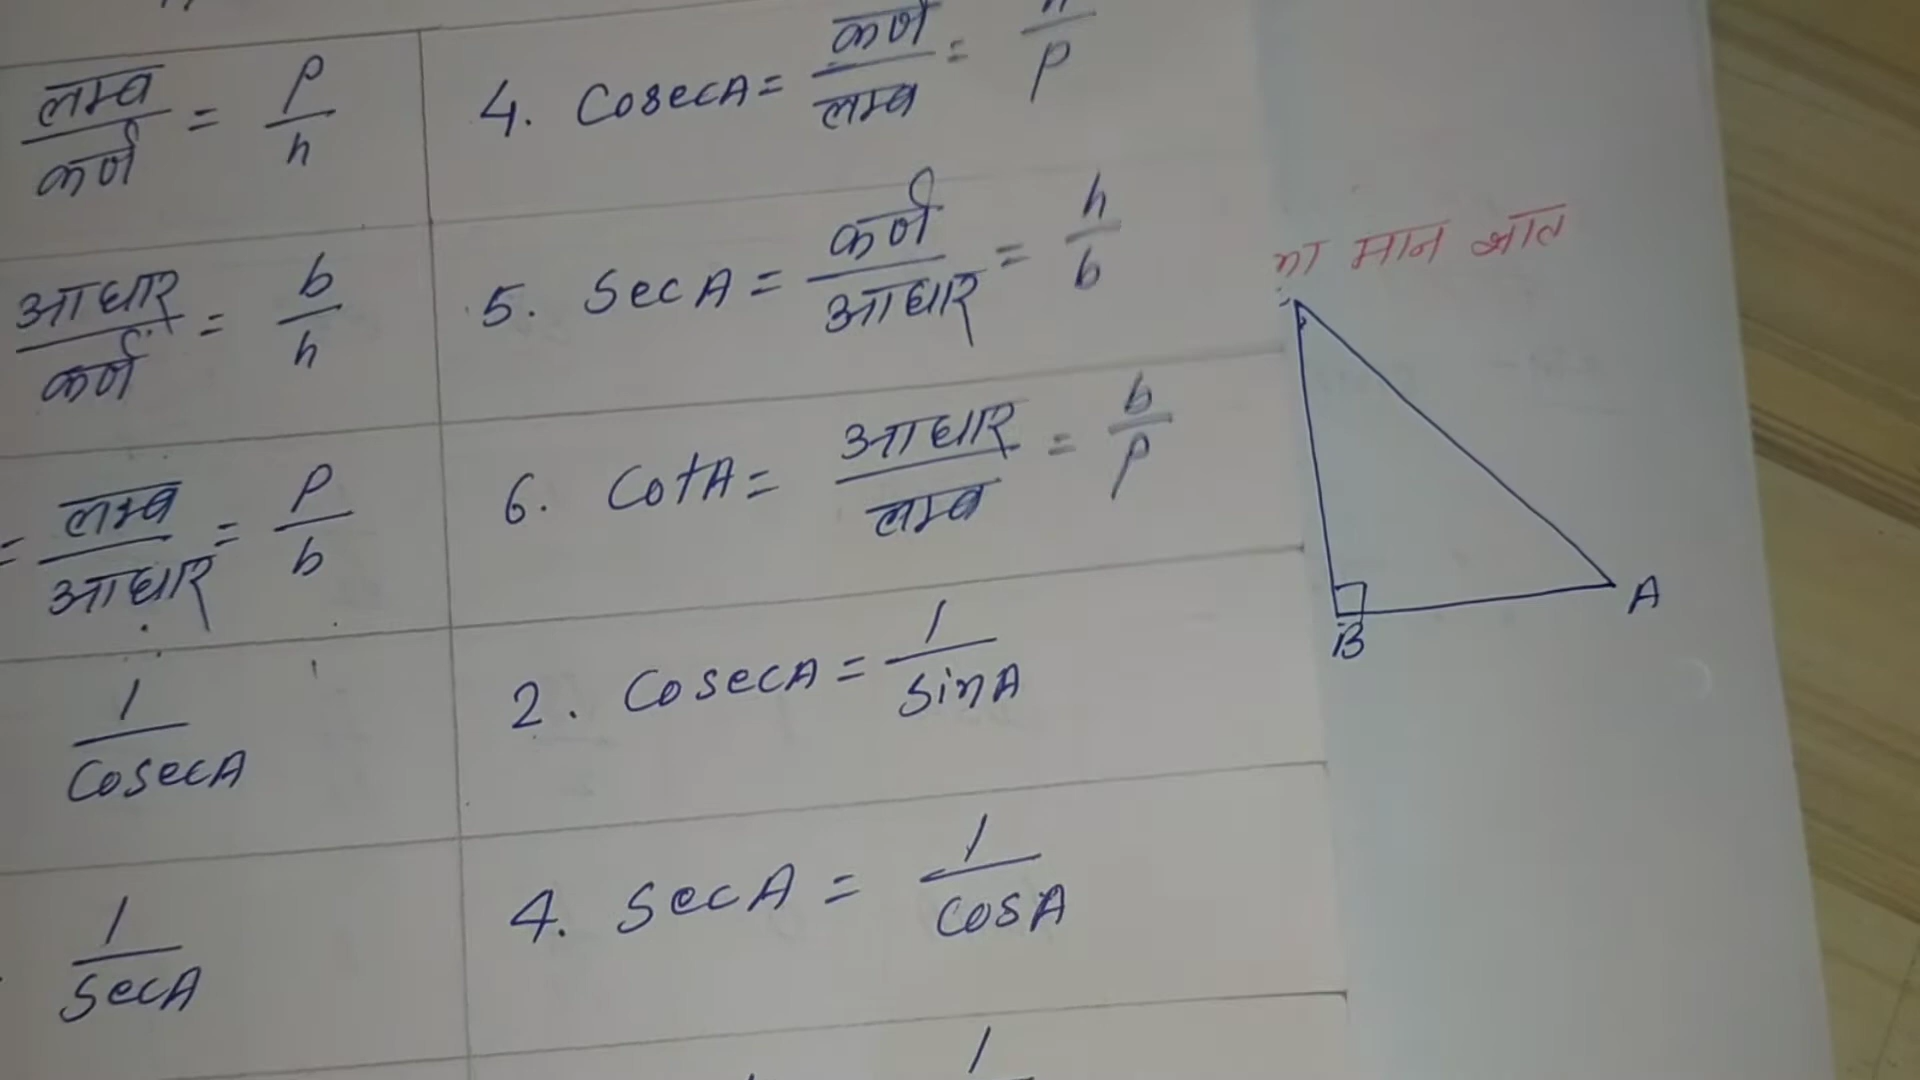 लम्ब/कर्ण = p/h
4. CosecA = कर्ण/लम्ब = h/p
आधार/कर्ण = b/h
5. SecA = कर्ण/आधार = h/b
का मान ज्ञात
= लम्ब/आधार = p/b
6. CotA = आधार/लम्ब = b/p
A
B
1/CosecA
2. CosecA = 1/SinA
1/SecA
4. SecA = 1/CosA
1